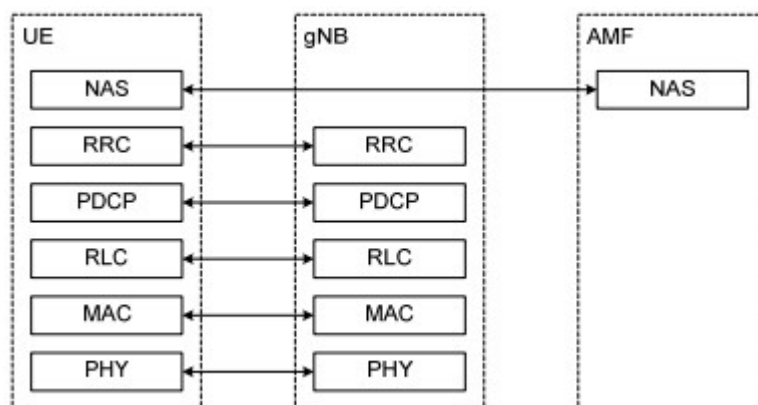 UE gNB AMF
NAS NAS
RRC RRC
PDCP PDCP
RLC RLC
MAC MAC
PHY PHY